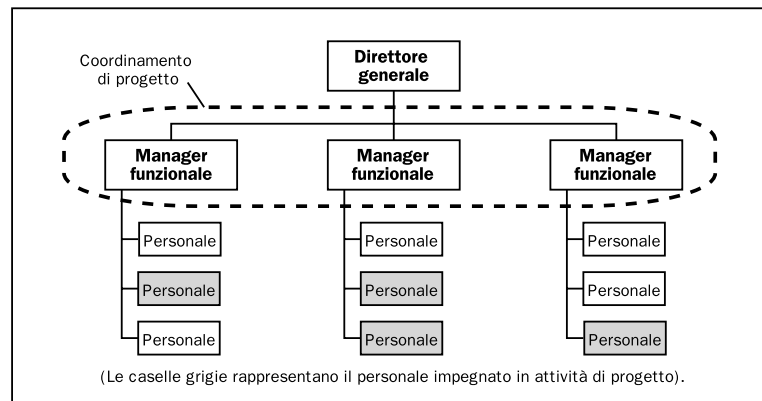 Coordinamento
di progetto
Direttore
generale
Manager
funzionale
Manager
funzionale
Manager
funzionale
Personale
Personale
Personale
Personale
Personale
Personale
Personale
Personale
Personale
(Le caselle grigie rappresentano il personale impegnato in attività di progetto).